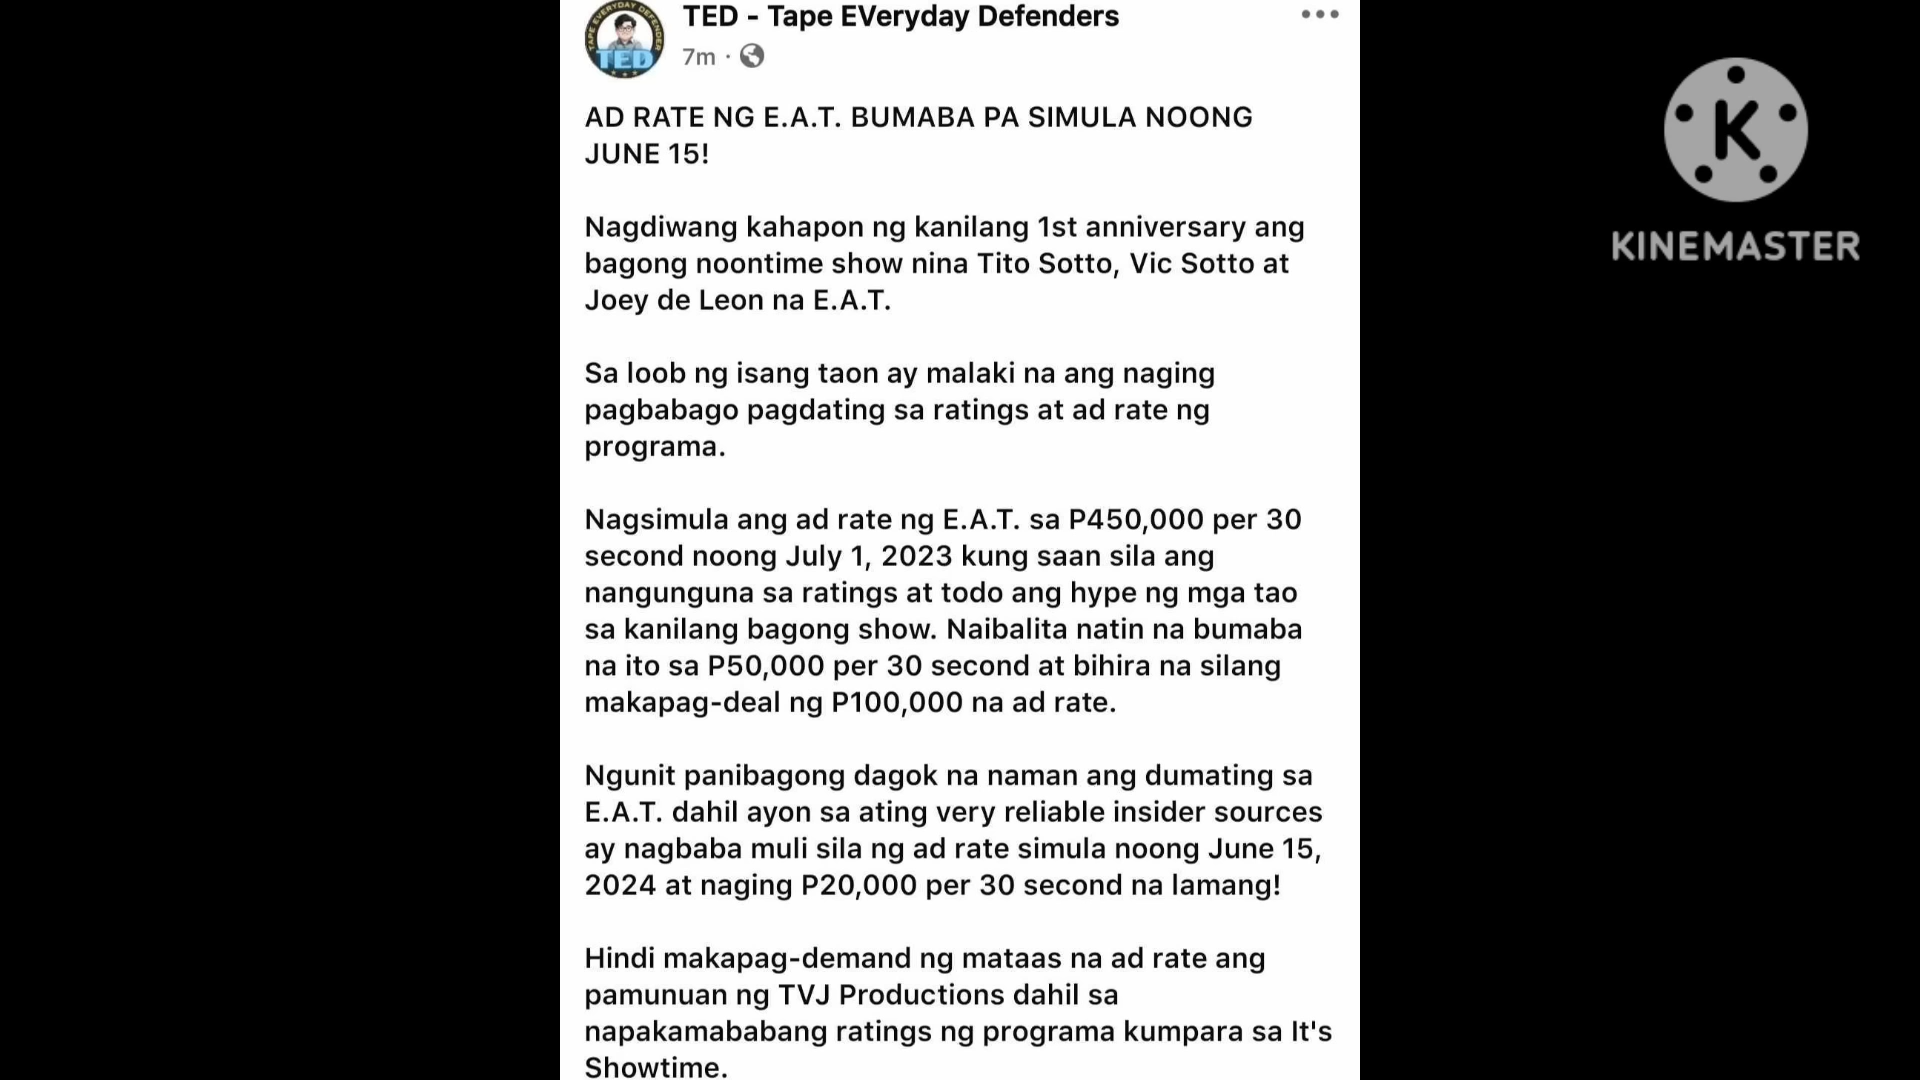 TED - Tape EVeryday Defenders
7m ·
TAPE EVERYDAY DEFENDER
TED
AD RATE NG E.A.T. BUMABA PA SIMULA NOONG
JUNE 15!
Nagdiwang kahapon ng kanilang 1st anniversary ang
bagong noontime show nina Tito Sotto, Vic Sotto at
Joey de Leon na E.A.T.
Sa loob ng isang taon ay malaki na ang naging
pagbabago pagdating sa ratings at ad rate ng
programa.
Nagsimula ang ad rate ng E.A.T. sa P450,000 per 30
second noong July 1, 2023 kung saan sila ang
nangunguna sa ratings at todo ang hype ng mga tao
sa kanilang bagong show. Naibalita natin na bumaba
na ito sa P50,000 per 30 second at bihira na silang
makapag-deal ng P100,000 na ad rate.
Ngunit panibagong dagok na naman ang dumating sa
E.A.T. dahil ayon sa ating very reliable insider sources
ay nagbaba muli sila ng ad rate simula noong June 15,
2024 at naging P20,000 per 30 second na lamang!
Hindi makapag-demand ng mataas na ad rate ang
pamunuan ng TVJ Productions dahil sa
napakamababang ratings ng programa kumpara sa It's
Showtime.
K
KINEMASTER